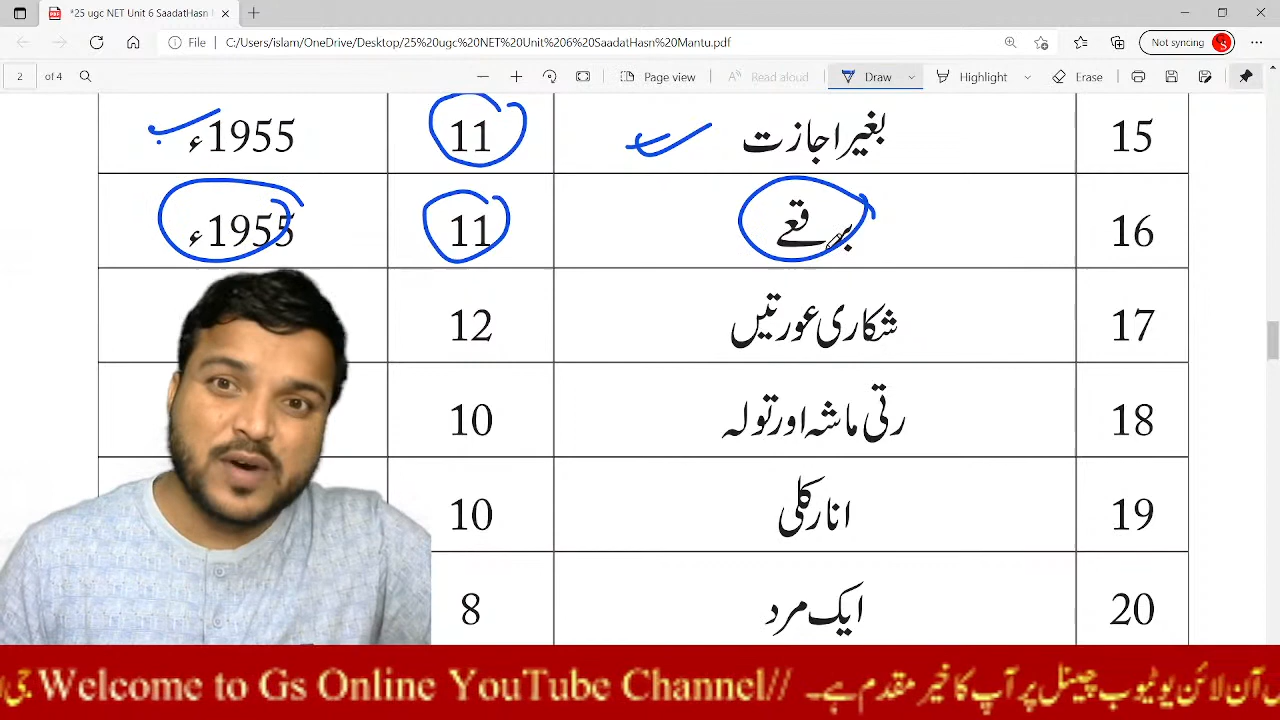 *25 ugc NET Unit 6 SaadatHasn
File C:/Users/islam/OneDrive/Desktop/25%20ugc%20NET%20Unit%206%20SaadatHasn%20Mantu.pdf Not syncing
2 of 4 Page view Read aloud Draw Highlight Erase
15 بغیر اجازت 11 1955ء
16 11 1955ء
17 شکاری عورتیں 12
18 رتی ماشہ اور تولہ 10
19 انار کلی 10
20 ایک مرد 8
آن لائن یوٹیوب چینل پر آپ کا خیر مقدم ہے۔ //Welcome to Gs Online YouTube Channel جی